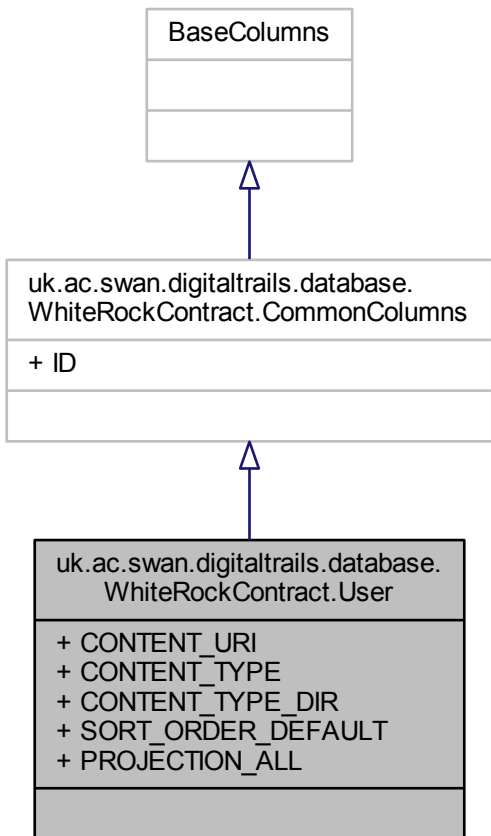 BaseColumns
uk.ac.swan.digitaltrails.database.
WhiteRockContract.CommonColumns
+ ID
uk.ac.swan.digitaltrails.database.
WhiteRockContract.User
+ CONTENT_URI
+ CONTENT_TYPE
+ CONTENT_TYPE_DIR
+ SORT_ORDER_DEFAULT
+ PROJECTION_ALL